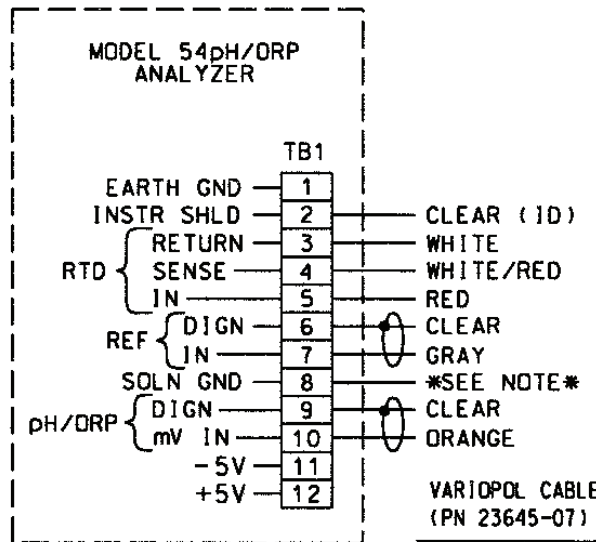 MODEL 54pH/ORP
ANALYZER
TB1
EARTH GND 1
INSTR SHLD 2 CLEAR (ID)
RETURN 3 WHITE
RTD SENSE 4 WHITE/RED
IN 5 RED
DIGN 6 CLEAR
REF IN 7 GRAY
SOLN GND 8 *SEE NOTE*
DIGN 9 CLEAR
pH/ORP mV IN 10 ORANGE
-5V 11
+5V 12
VARIOPOL CABLE
(PN 23645-07)